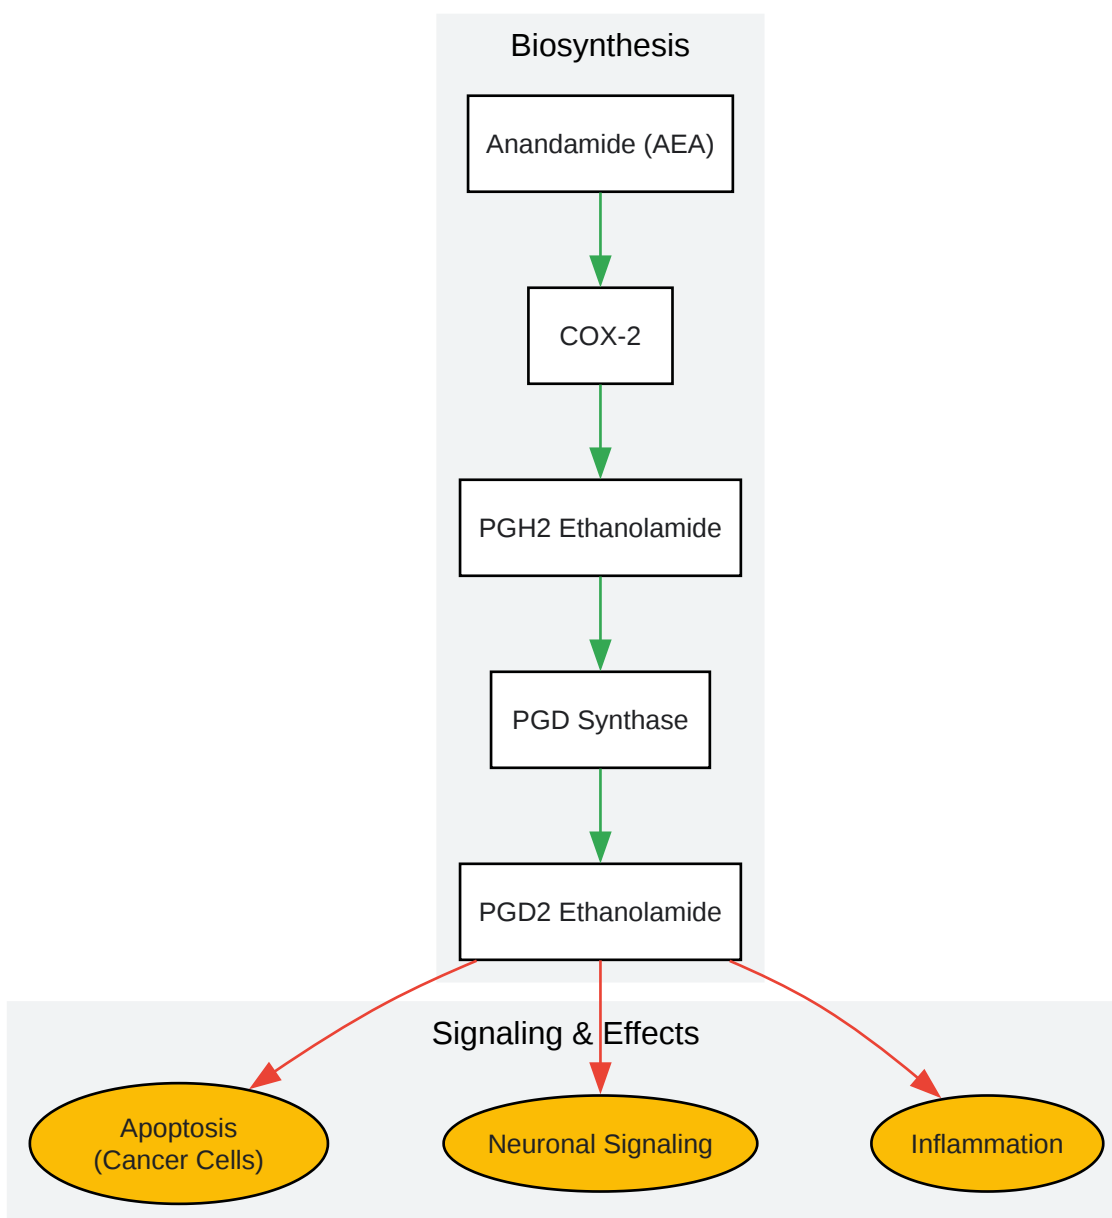 Biosynthesis
Anandamide (AEA)
COX-2
PGH2 Ethanolamide
PGD Synthase
PGD2 Ethanolamide
Signaling & Effects
Apoptosis
(Cancer Cells)
Neuronal Signaling
Inflammation